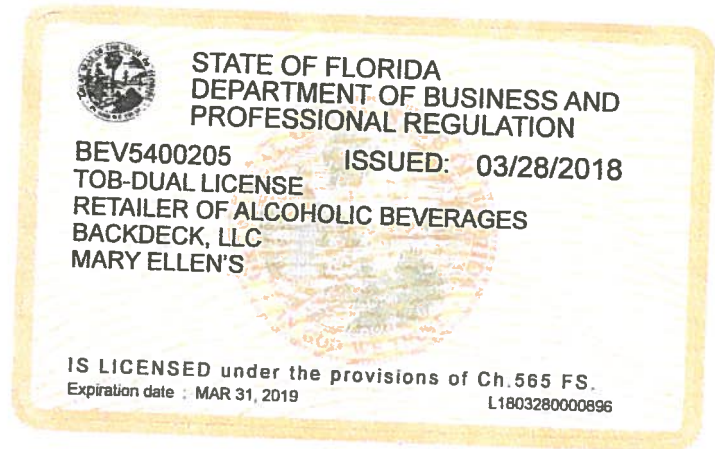 STATE OF FLORIDA
DEPARTMENT OF BUSINESS AND
PROFESSIONAL REGULATION
BEV5400205 ISSUED: 03/28/2018
TOB-DUAL LICENSE
RETAILER OF ALCOHOLIC BEVERAGES
BACKDECK, LLC
MARY ELLEN'S
IS LICENSED under the provisions of Ch.565 FS.
Expiration date : MAR 31, 2019 L1803280000896